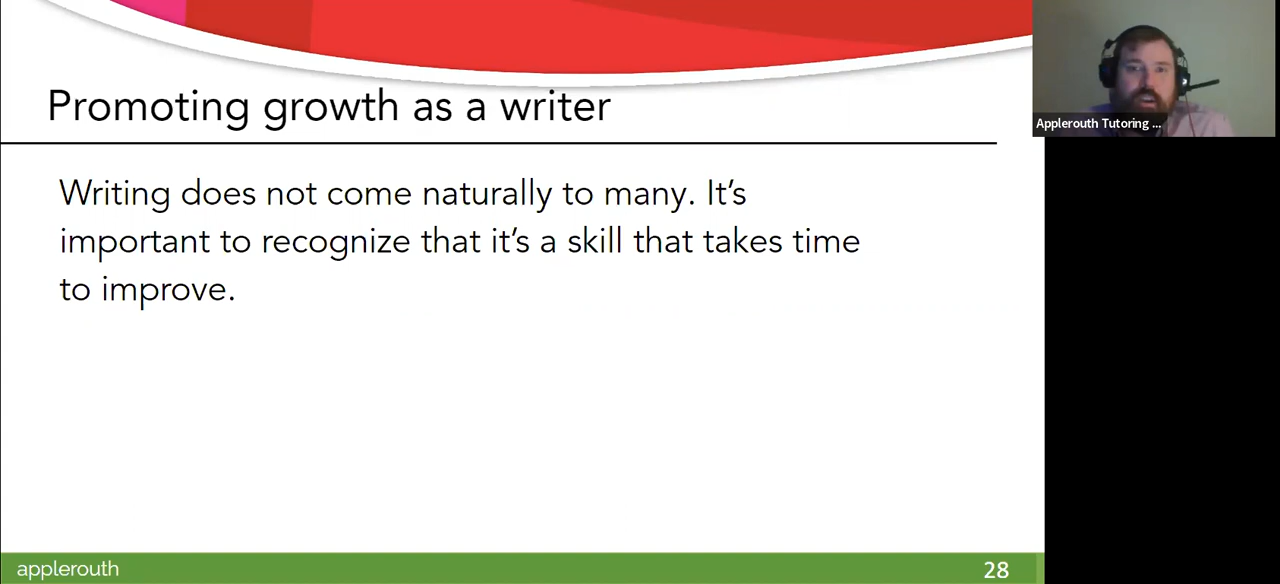 Promoting growth as a writer
Applerouth Tutoring ...
Writing does not come naturally to many. It’s
important to recognize that it’s a skill that takes time
to improve.
applerouth
28